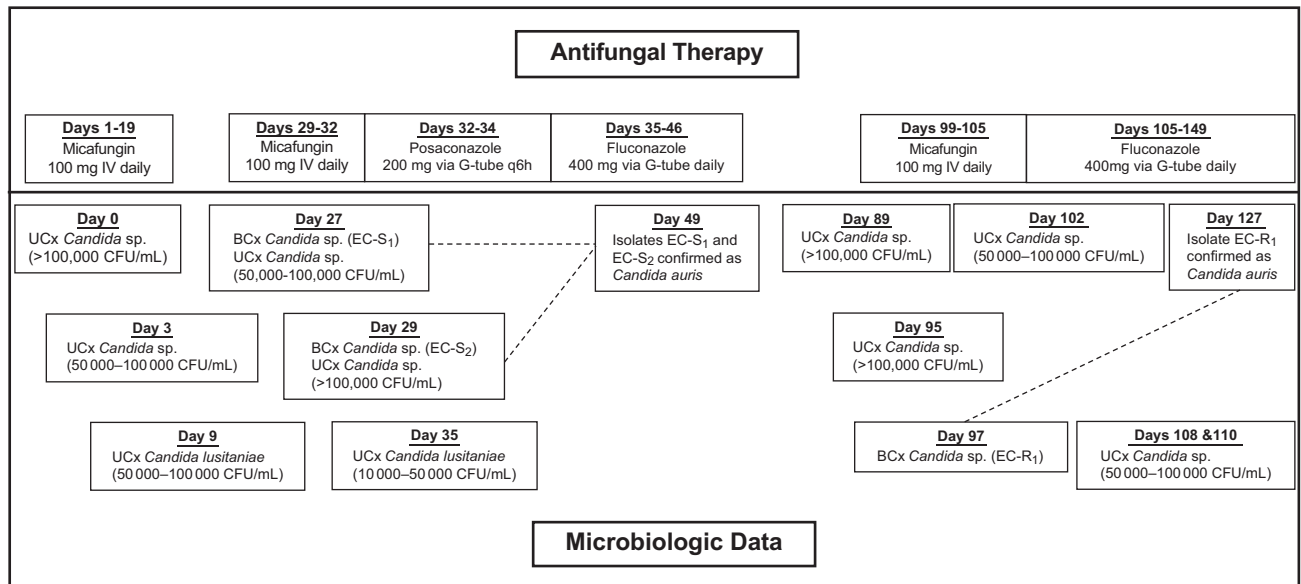 Antifungal Therapy
Days 1-19
Micafungin
100 mg IV daily
Days 29-32
Micafungin
100 mg IV daily
Days 32-34
Posaconazole
200 mg via G-tube q6h
Days 35-46
Fluconazole
400 mg via G-tube daily
Days 99-105
Micafungin
100 mg IV daily
Days 105-149
Fluconazole
400mg via G-tube daily
Day 0
UCx Candida sp.
(>100,000 CFU/mL)
Day 27
BCx Candida sp. (EC-S₁)
UCx Candida sp.
(50,000-100,000 CFU/mL)
Day 49
Isolates EC-S₁ and
EC-S₂ confirmed as
Candida auris
Day 89
UCx Candida sp.
(>100,000 CFU/mL)
Day 102
UCx Candida sp.
(50 000–100 000 CFU/mL)
Day 127
Isolate EC-R₁
confirmed as
Candida auris
Day 3
UCx Candida sp.
(50 000–100 000 CFU/mL)
Day 29
BCx Candida sp. (EC-S₂)
UCx Candida sp.
(>100,000 CFU/mL)
Day 95
UCx Candida sp.
(>100,000 CFU/mL)
Day 9
UCx Candida lusitaniae
(50 000–100 000 CFU/mL)
Day 35
UCx Candida lusitaniae
(10 000–50 000 CFU/mL)
Day 97
BCx Candida sp. (EC-R₁)
Days 108 &110
UCx Candida sp.
(50 000–100 000 CFU/mL)
Microbiologic Data